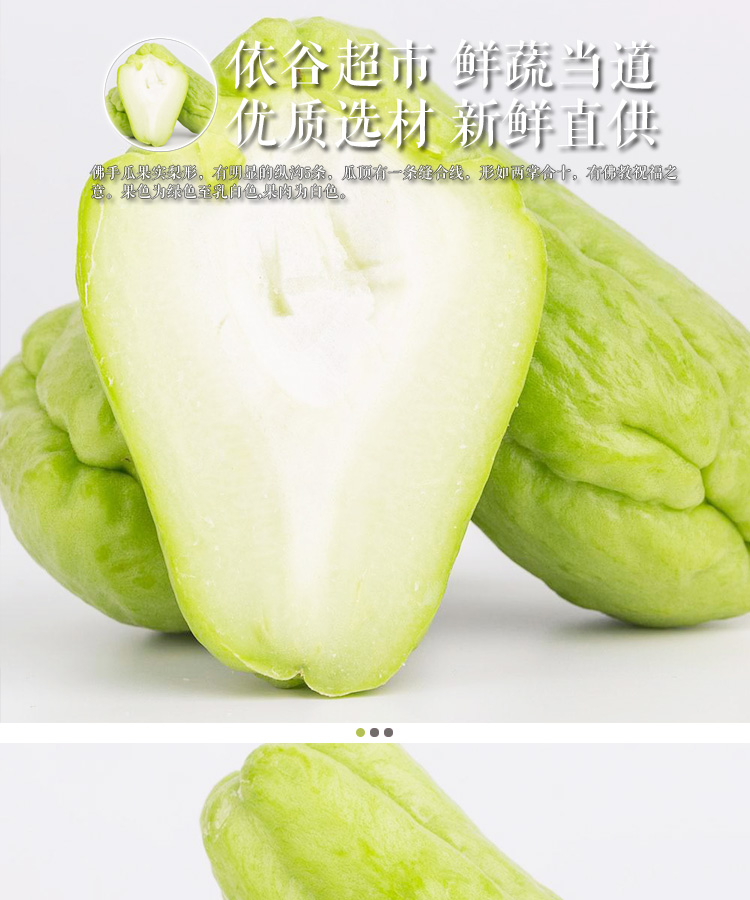 依谷超市 鲜蔬当道
优质选材 新鲜直供
佛手瓜果实梨形，有明显的纵沟5条，瓜顶有一条缝合线，形如两掌合十，有佛教祝福之
意。果色为绿色至乳白色,果肉为白色。